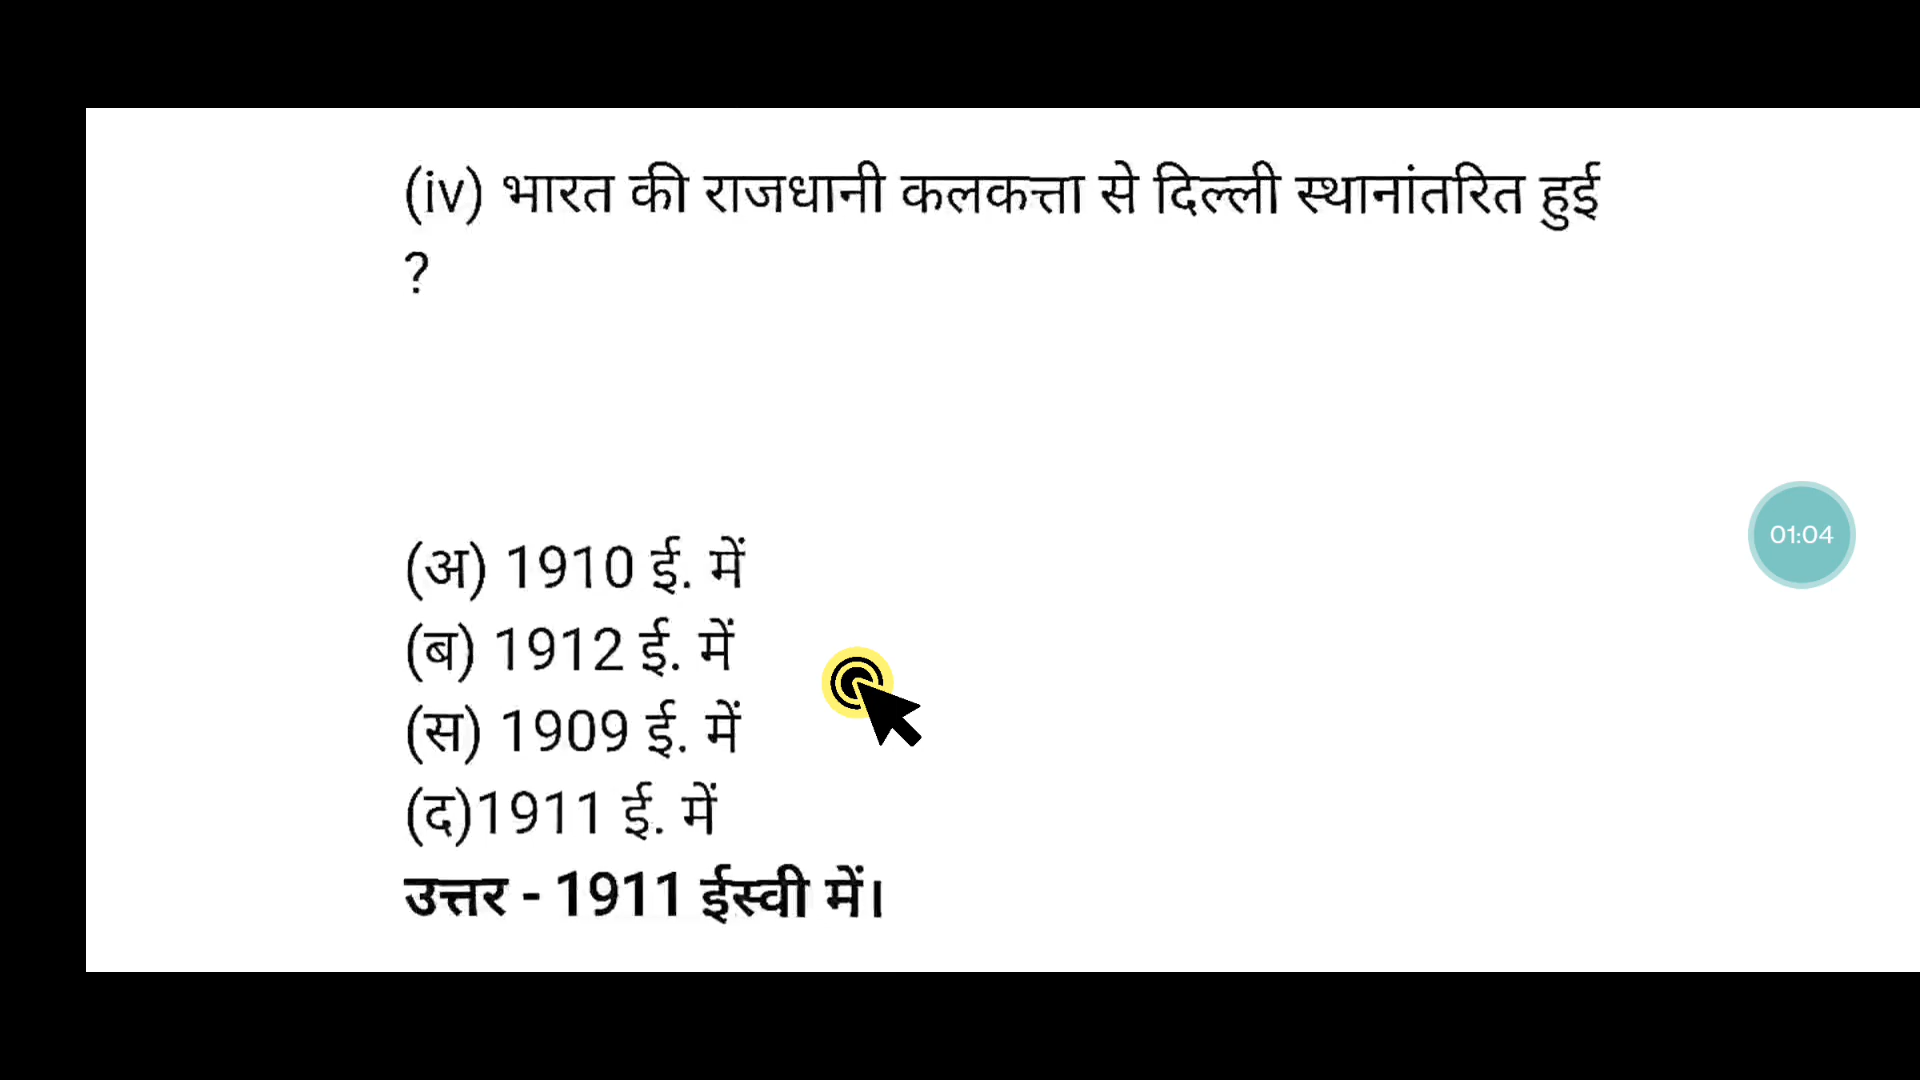 (iv) भारत की राजधानी कलकत्ता से दिल्ली स्थानांतरित हुई
?
(अ) 1910 ई. में
(ब) 1912 ई. में
(स) 1909 ई. में
(द)1911 ई. में
उत्तर - 1911 ईस्वी में।
01:04